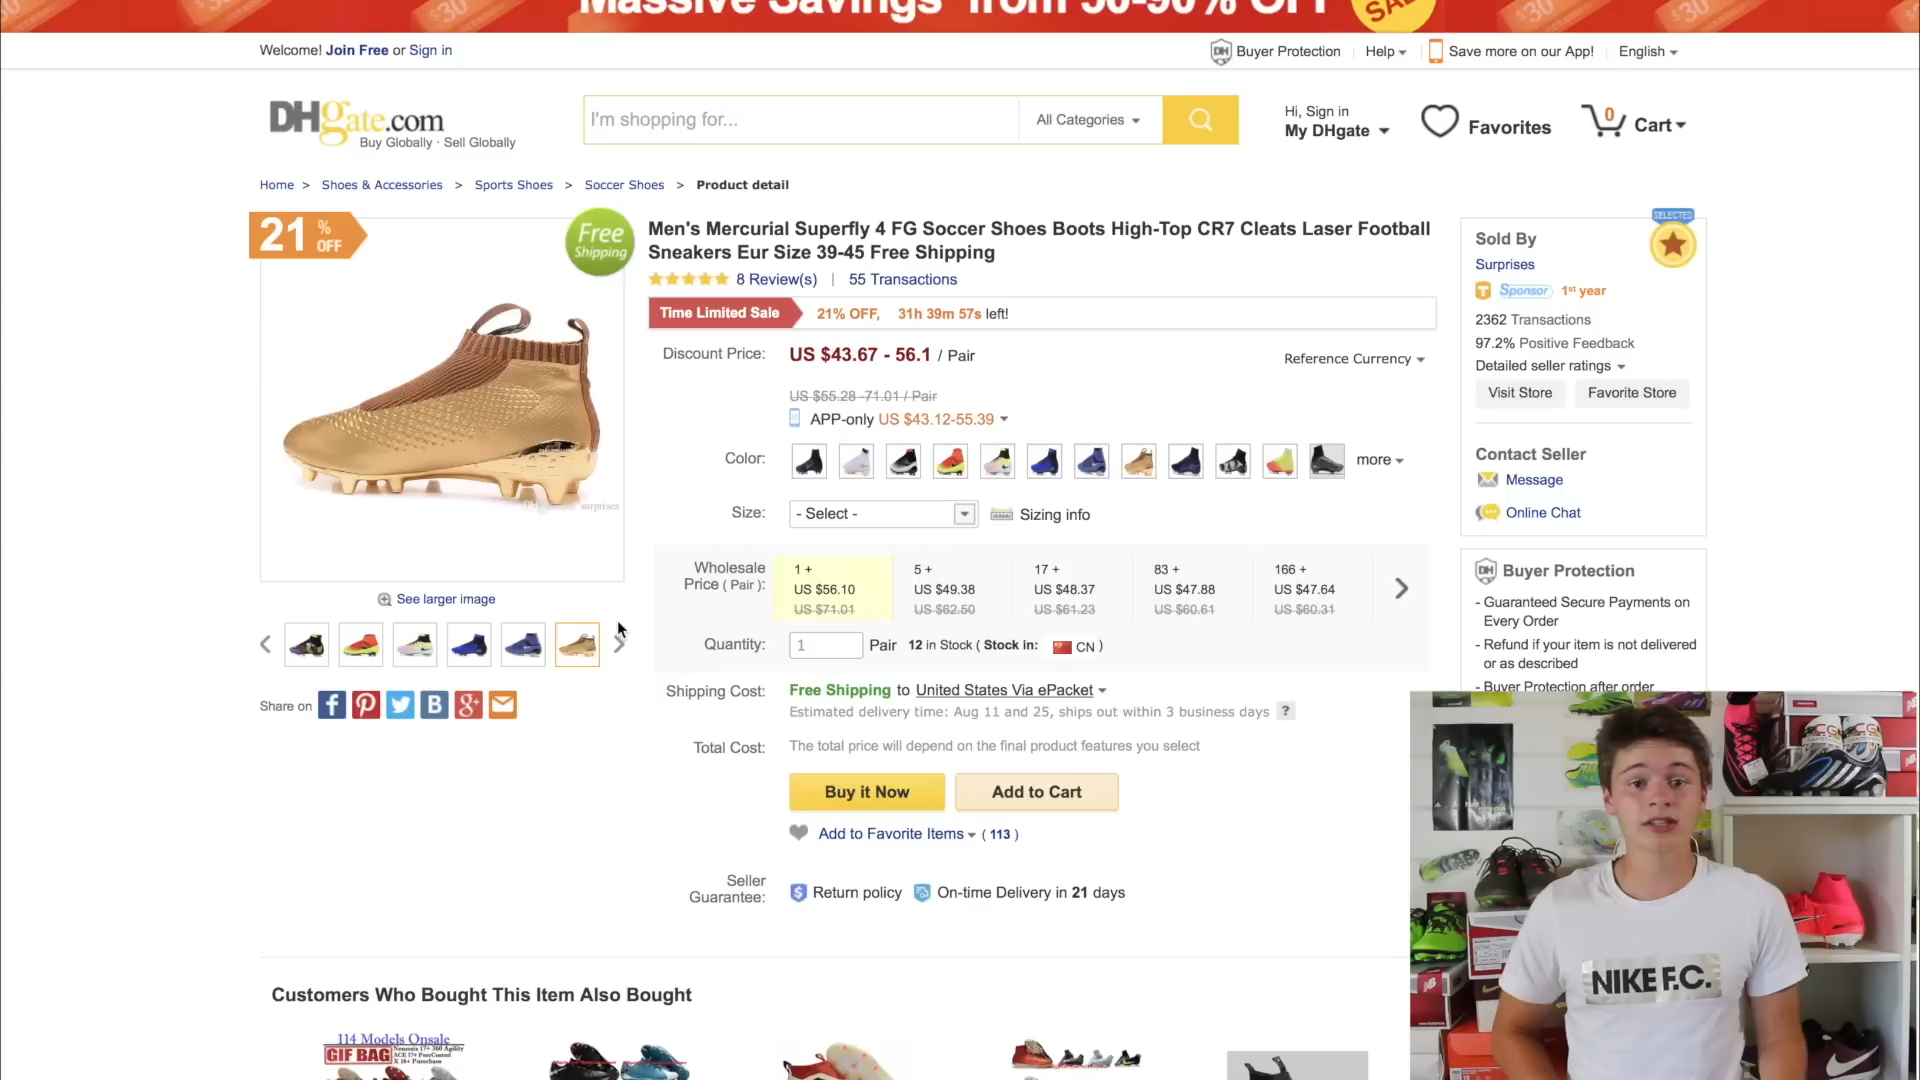 Massive Savings from 50-90% OFF
SALE
$30
$30
$30
Welcome! Join Free or Sign in
Buyer Protection
Help
Save more on our App!
English
DHgate.com
Buy Globally · Sell Globally
I'm shopping for...
All Categories
Hi, Sign in
My DHgate
Favorites
0
Cart
Home > Shoes & Accessories > Sports Shoes > Soccer Shoes > Product detail
21 % OFF
Free Shipping
Men's Mercurial Superfly 4 FG Soccer Shoes Boots High-Top CR7 Cleats Laser Football
Sneakers Eur Size 39-45 Free Shipping
8 Review(s) | 55 Transactions
Time Limited Sale
21% OFF, 31h 39m 57s left!
Discount Price: US $43.67 - 56.1 / Pair
Reference Currency
US $55.28 -71.01 / Pair
APP-only US $43.12-55.39
Color:
more
Size: - Select -
Sizing info
Wholesale
Price ( Pair ):
1 +
US $56.10
US $71.01
5 +
US $49.38
US $62.50
17 +
US $48.37
US $61.23
83 +
US $47.88
US $60.61
166 +
US $47.64
US $60.31
Quantity: 1 Pair 12 in Stock ( Stock in: CN )
Shipping Cost: Free Shipping to United States Via ePacket
Estimated delivery time: Aug 11 and 25, ships out within 3 business days ?
Total Cost: The total price will depend on the final product features you select
Buy it Now
Add to Cart
Add to Favorite Items ( 113 )
Seller
Guarantee:
Return policy
On-time Delivery in 21 days
surprises
See larger image
Share on
SELECTED
Sold By
Surprises
Sponsor 1st year
2362 Transactions
97.2% Positive Feedback
Detailed seller ratings
Visit Store
Favorite Store
Contact Seller
Message
Online Chat
DH Buyer Protection
- Guaranteed Secure Payments on
Every Order
- Refund if your item is not delivered
or as described
- Buyer Protection after order
NIKE F.C.
Customers Who Bought This Item Also Bought
114 Models Onsale
GIF BAG